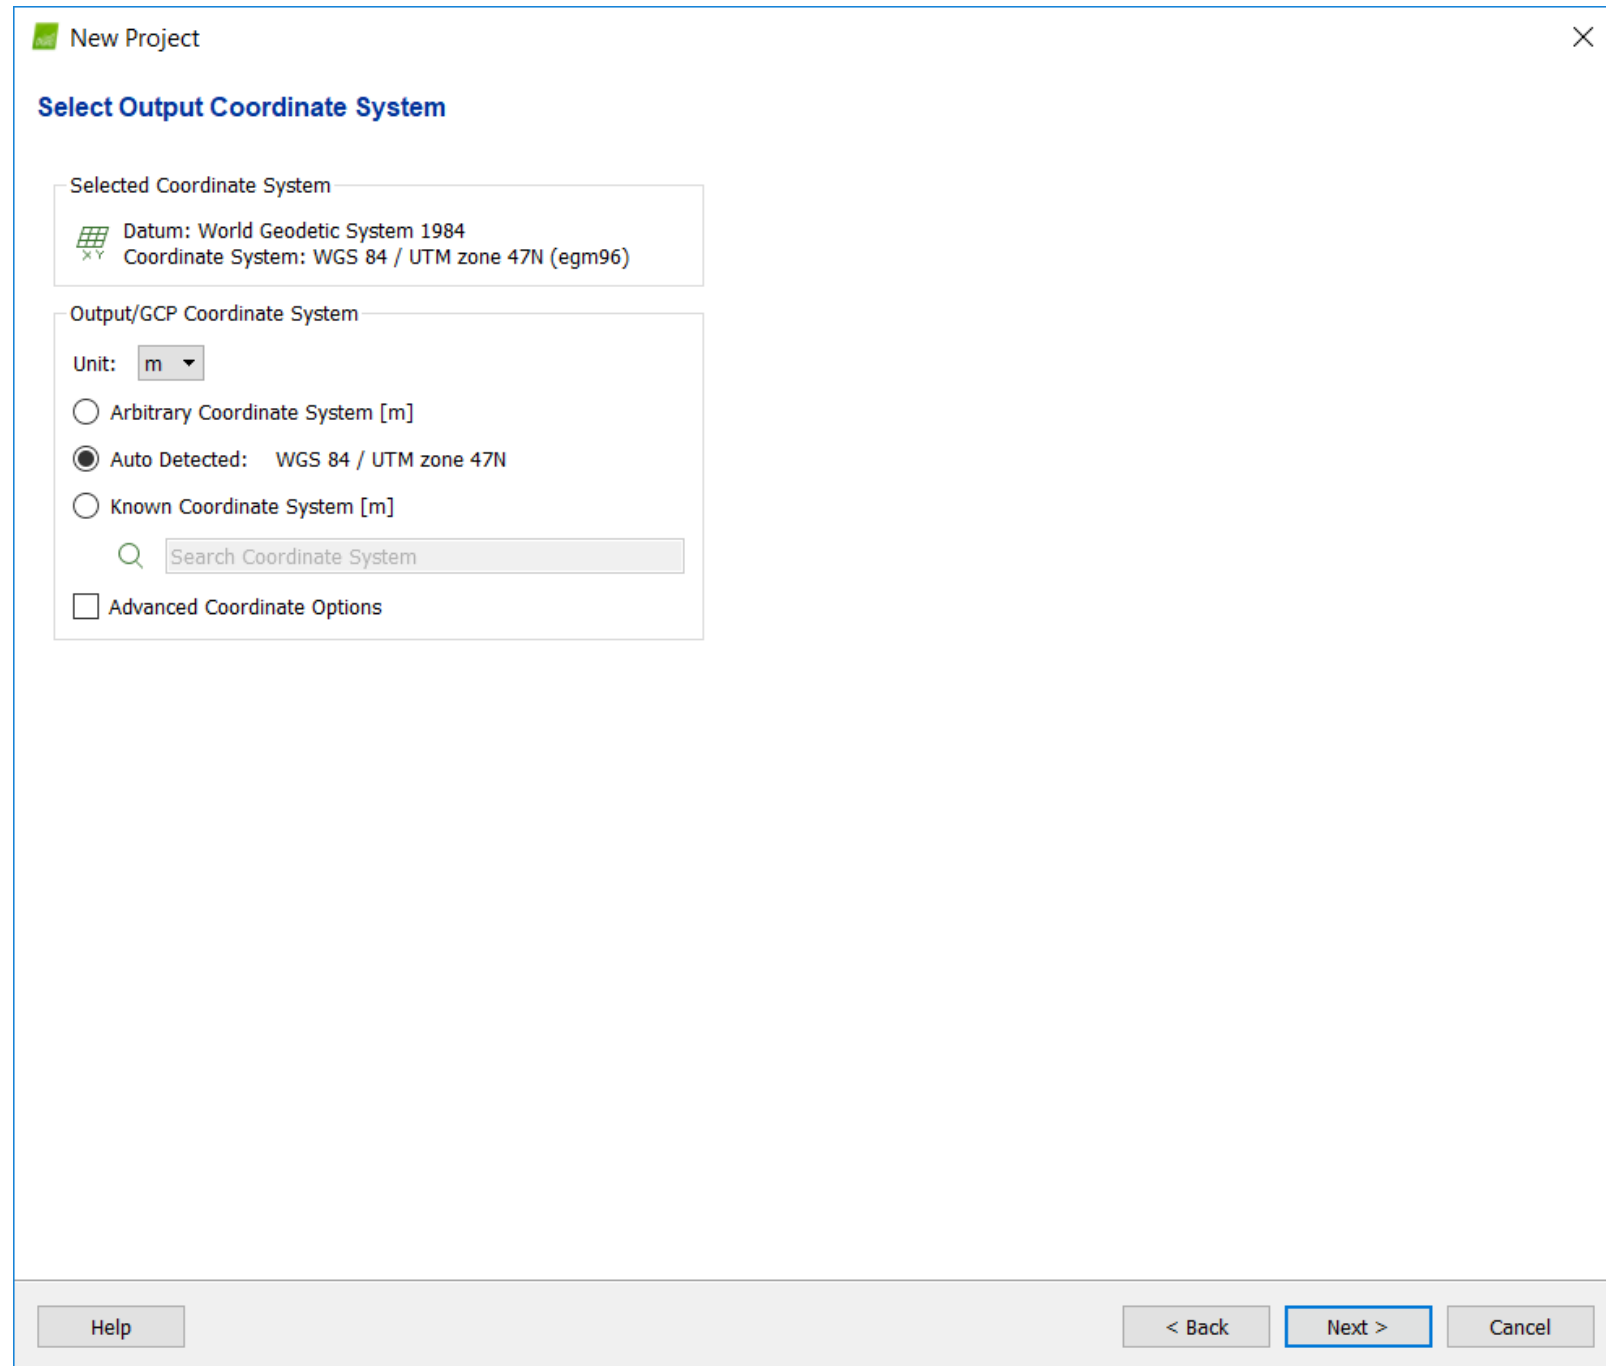 New Project
Select Output Coordinate System
Selected Coordinate System
Datum: World Geodetic System 1984
X Y
Coordinate System: WGS 84 / UTM zone 47N (egm96)
Output/GCP Coordinate System
Unit: m
Arbitrary Coordinate System [m]
Auto Detected: WGS 84 / UTM zone 47N
Known Coordinate System [m]
Search Coordinate System
Advanced Coordinate Options
Help < Back Next > Cancel